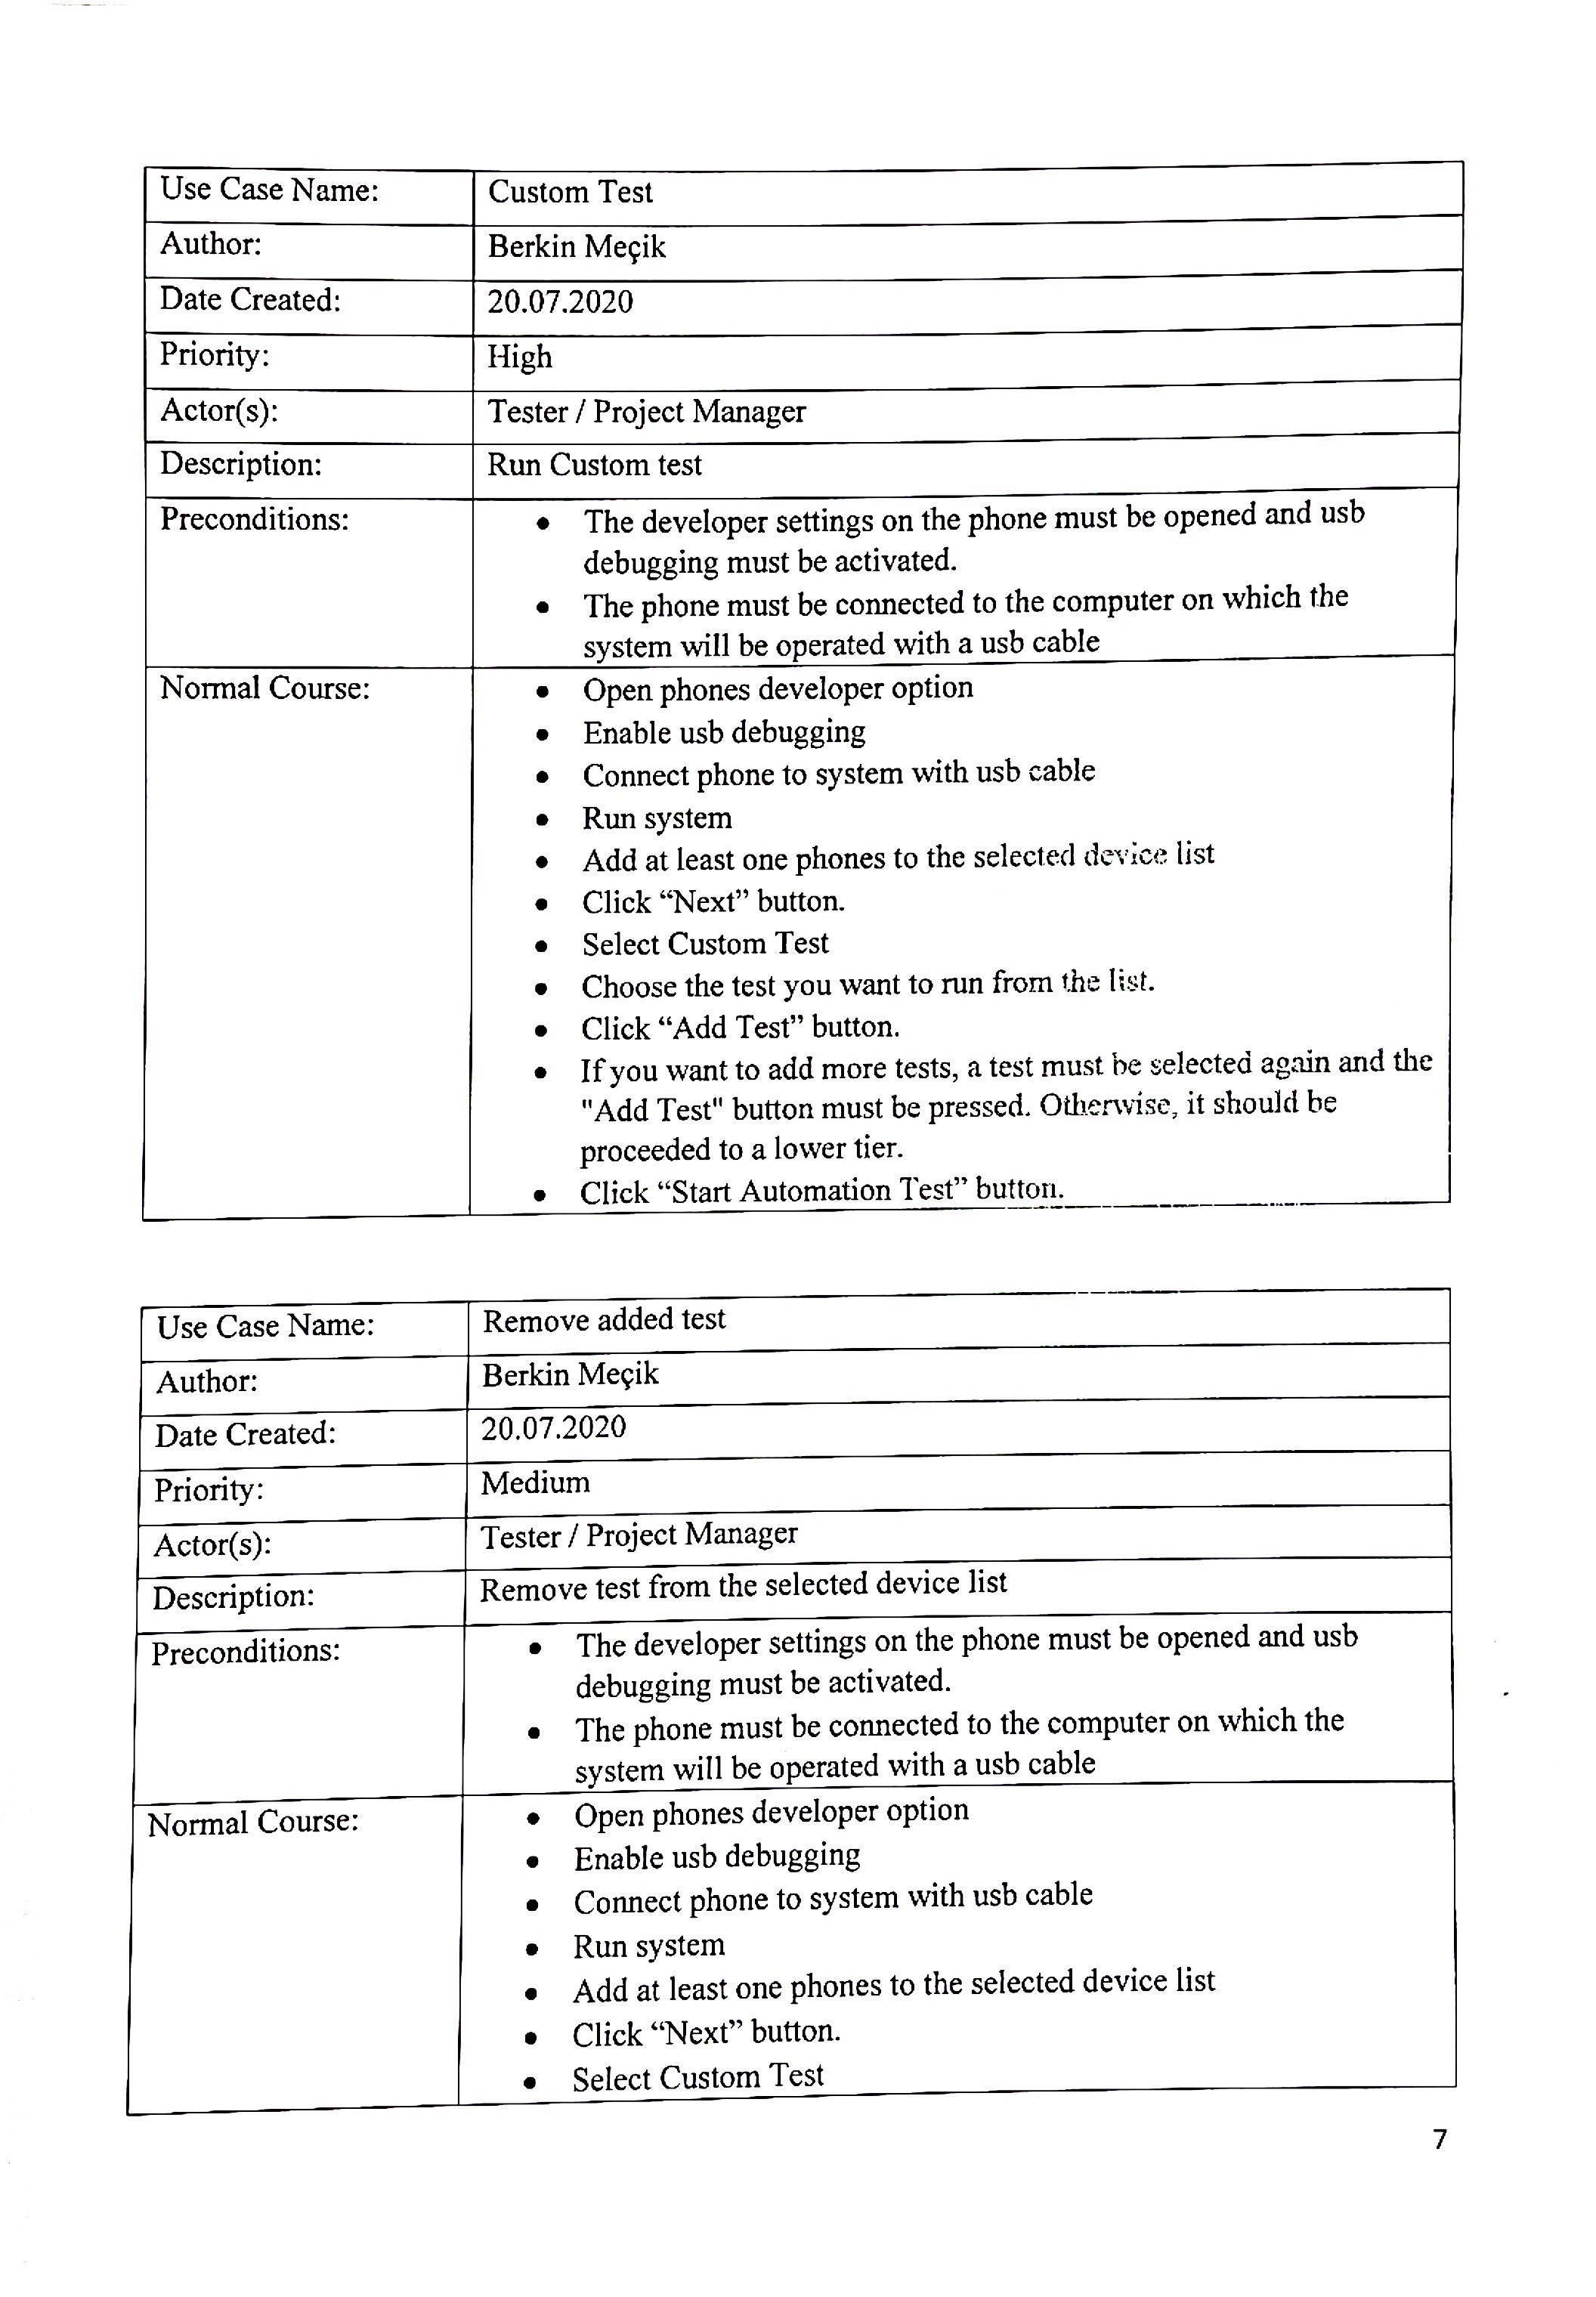 Use Case Name: Custom Test
Author: Berkin Meçik
Date Created: 20.07.2020
Priority: High
Actor(s): Tester / Project Manager
Description: Run Custom test
Preconditions: • The developer settings on the phone must be opened and usb
debugging must be activated.
• The phone must be connected to the computer on which the
system will be operated with a usb cable
Normal Course: • Open phones developer option
• Enable usb debugging
• Connect phone to system with usb cable
• Run system
• Add at least one phones to the selected device list
• Click “Next” button.
• Select Custom Test
• Choose the test you want to run from the list.
• Click “Add Test” button.
• If you want to add more tests, a test must be selected again and the
"Add Test" button must be pressed. Otherwise, it should be
proceeded to a lower tier.
• Click “Start Automation Test” button.
Use Case Name: Remove added test
Author: Berkin Meçik
Date Created: 20.07.2020
Priority: Medium
Actor(s): Tester / Project Manager
Description: Remove test from the selected device list
Preconditions: • The developer settings on the phone must be opened and usb
debugging must be activated.
• The phone must be connected to the computer on which the
system will be operated with a usb cable
Normal Course: • Open phones developer option
• Enable usb debugging
• Connect phone to system with usb cable
• Run system
• Add at least one phones to the selected device list
• Click “Next” button.
• Select Custom Test
7